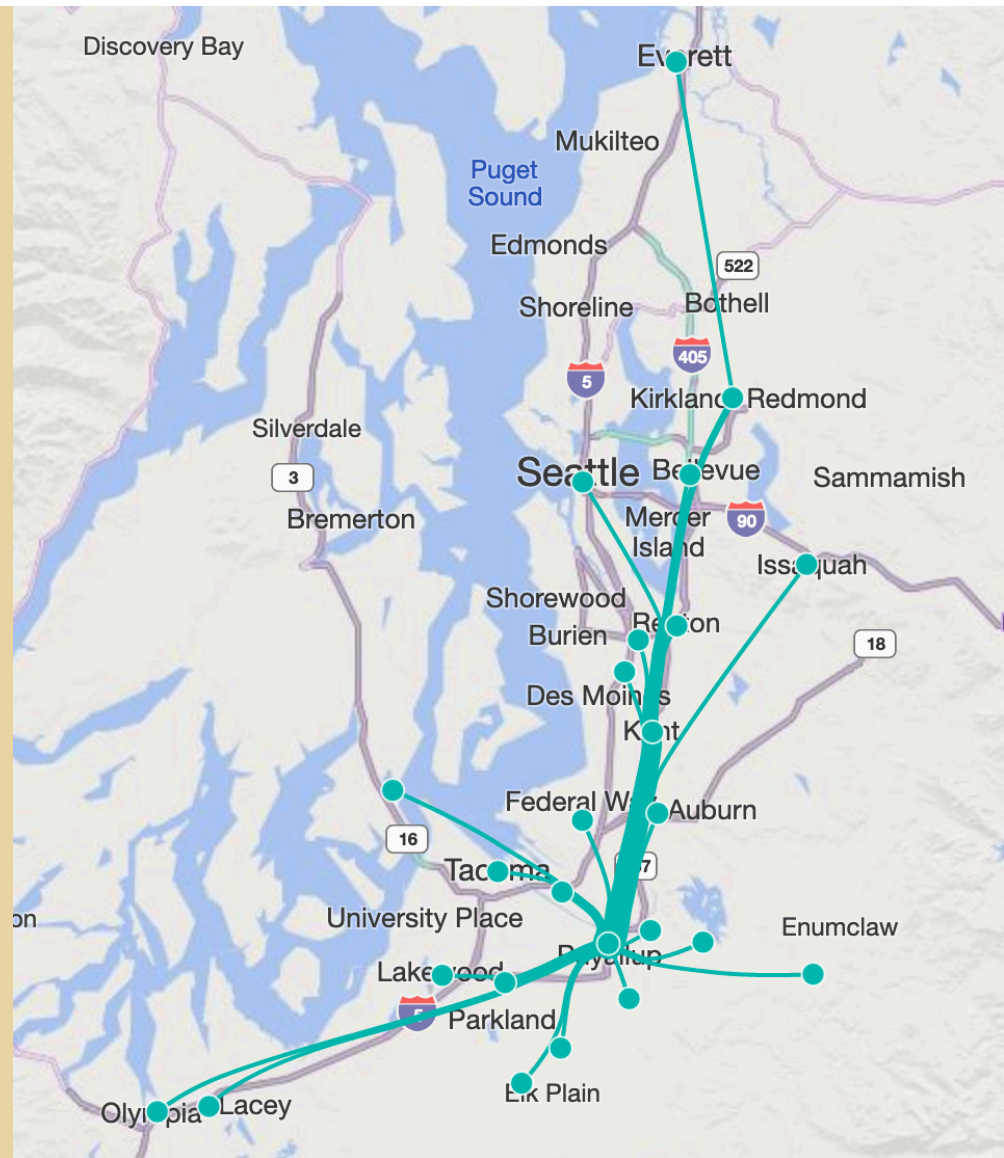 Discovery Bay
Everett
Mukilteo
Puget
Sound
Edmonds
522
Shoreline
Bothell
405
5
Kirkland
Redmond
Silverdale
3
Seattle
Bellevue
Sammamish
Bremerton
Mercer
Island
90
Issaquah
Shorewood
Renton
Burien
18
Des Moines
Kent
Federal Way
Auburn
16
Tacoma
7
University Place
on
Enumclaw
Puyallup
Lakewood
5
Parkland
Elk Plain
Olympia
Lacey